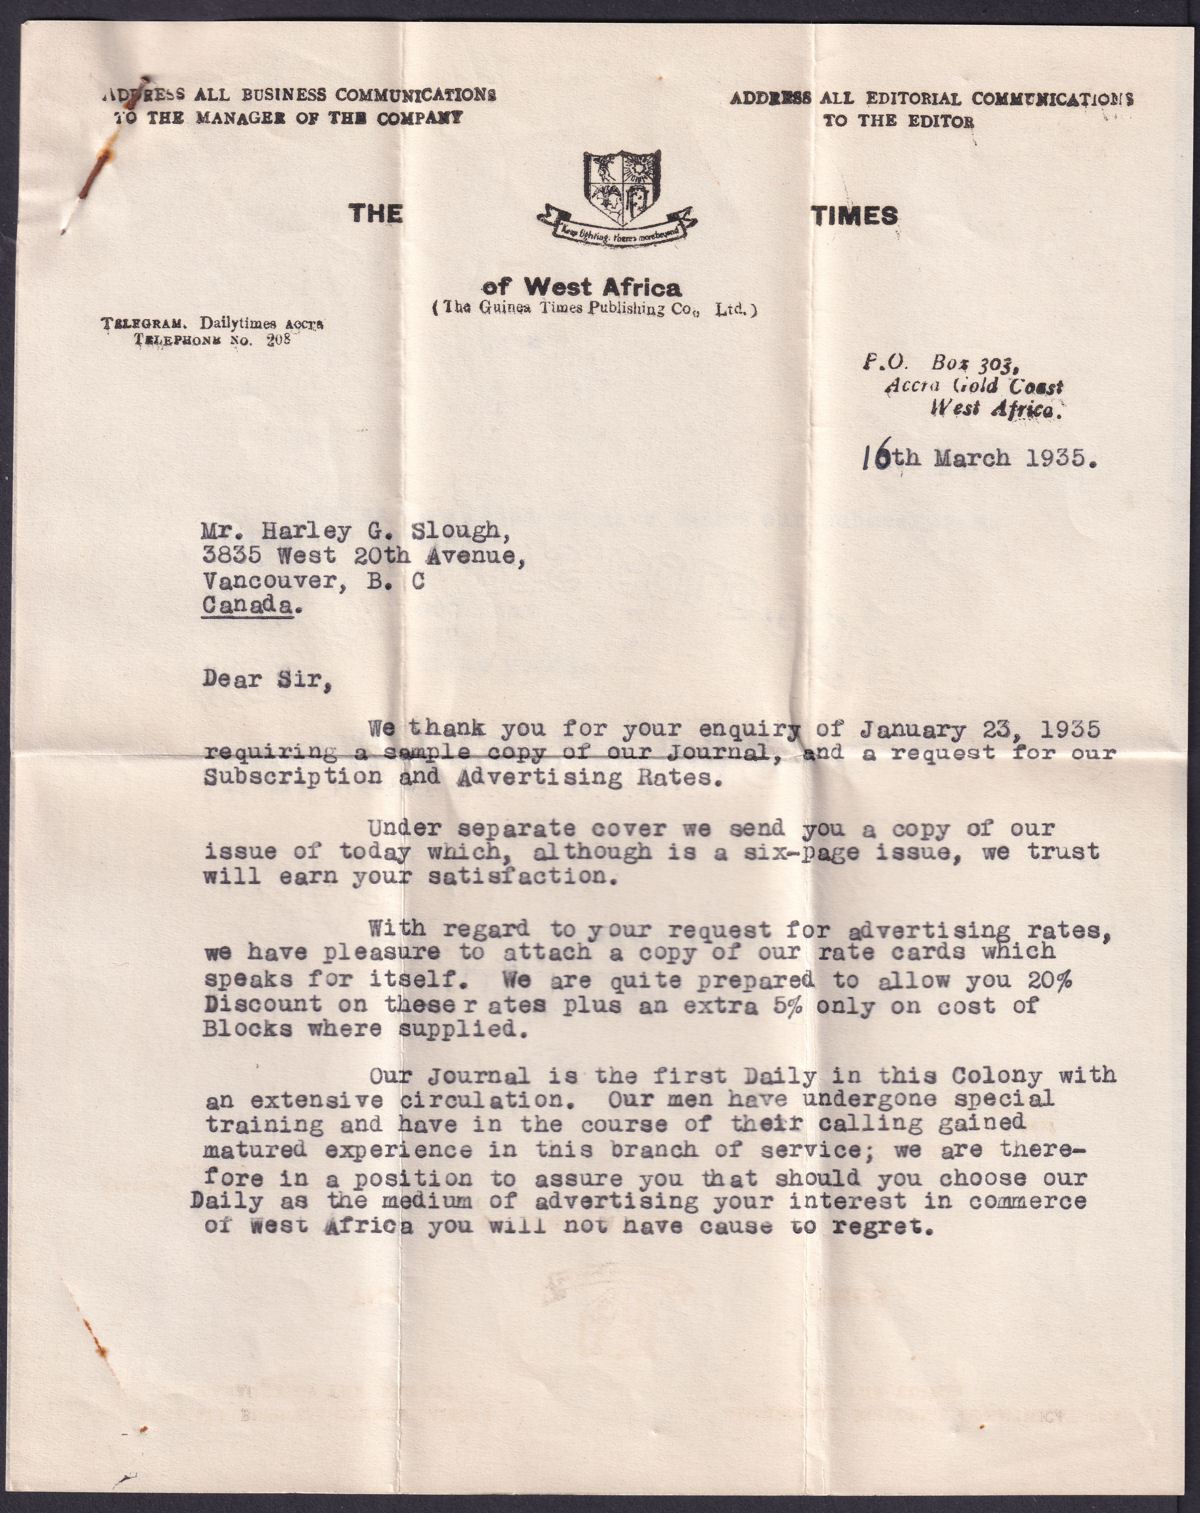 ADDRESS ALL BUSINESS COMMUNICATIONS
TO THE MANAGER OF THE COMPANY
ADDRESS ALL EDITORIAL COMMUNICATIONS
TO THE EDITOR
THE TIMES
Keep fighting. there's more beyond
of West Africa
(The Guinea Times Publishing Co., Ltd.)
TELEGRAM. Dailytimes Accra
TELEPHONE NO. 208
P.O. Box 303,
Accra Gold Coast
West Africa.
16th March 1935.
Mr. Harley G. Slough,
3835 West 20th Avenue,
Vancouver, B. C
Canada.
Dear Sir,
We thank you for your enquiry of January 23, 1935
requiring a sample copy of our Journal, and a request for our
Subscription and Advertising Rates.
Under separate cover we send you a copy of our
issue of today which, although is a six-page issue, we trust
will earn your satisfaction.
With regard to your request for advertising rates,
we have pleasure to attach a copy of our rate cards which
speaks for itself. We are quite prepared to allow you 20%
Discount on these r ates plus an extra 5% only on cost of
Blocks where supplied.
Our Journal is the first Daily in this Colony with
an extensive circulation. Our men have undergone special
training and have in the course of their calling gained
matured experience in this branch of service; we are there-
fore in a position to assure you that should you choose our
Daily as the medium of advertising your interest in commerce
of West Africa you will not have cause to regret.